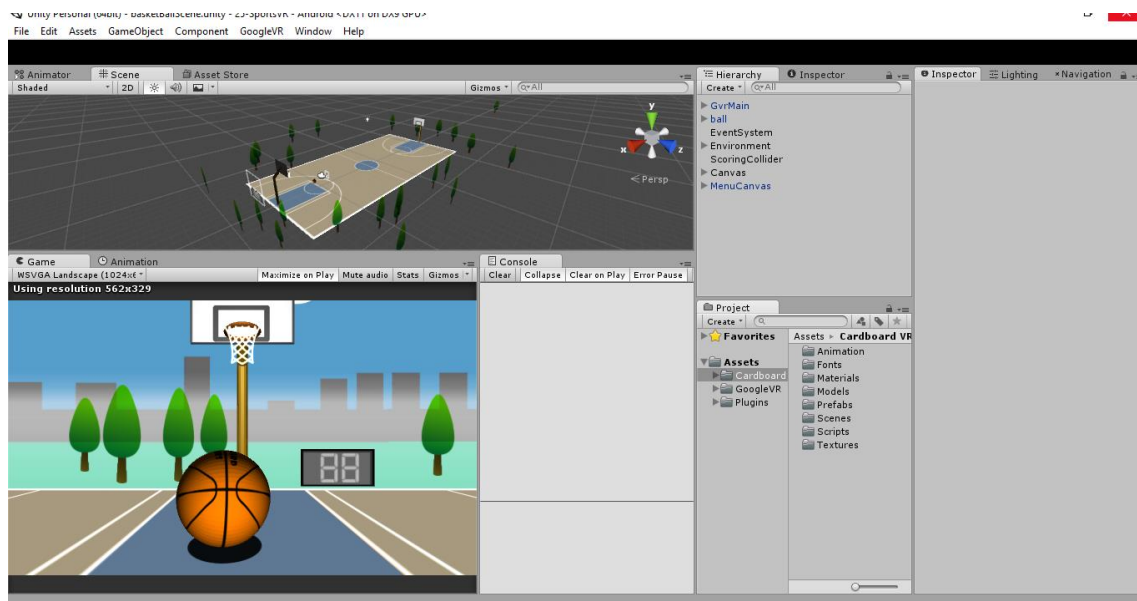 Unity Personal (64bit) - basketBallScene.unity - 25-SportsVR - Android <DX11 on DX9 GPU>
File Edit Assets GameObject Component GoogleVR Window Help
Animator Scene Asset Store
Shaded 2D Gizmos All
y
x z
Persp
Hierarchy Inspector
Create All
GvrMain
ball
EventSystem
Environment
ScoringCollider
Canvas
MenuCanvas
Inspector Lighting Navigation
Game Animation
WSVGA Landscape (1024x6 Maximize on Play Mute audio Stats Gizmos
Using resolution 562x329
88
Console
Clear Collapse Clear on Play Error Pause
Project
Create
Favorites
Assets
Cardboard
GoogleVR
Plugins
Assets Cardboard VR
Animation
Fonts
Materials
Models
Prefabs
Scenes
Scripts
Textures